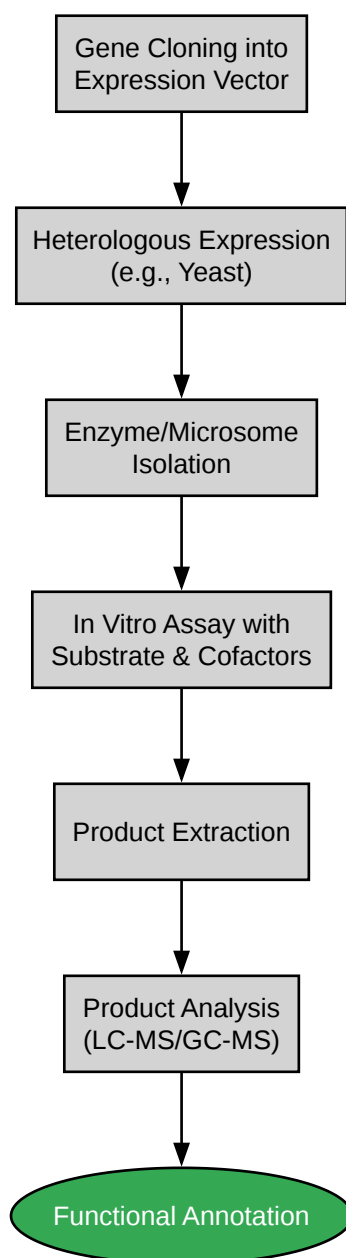 Gene Cloning into
Expression Vector
Heterologous Expression
(e.g., Yeast)
Enzyme/Microsome
Isolation
In Vitro Assay with
Substrate & Cofactors
Product Extraction
Product Analysis
(LC-MS/GC-MS)
Functional Annotation